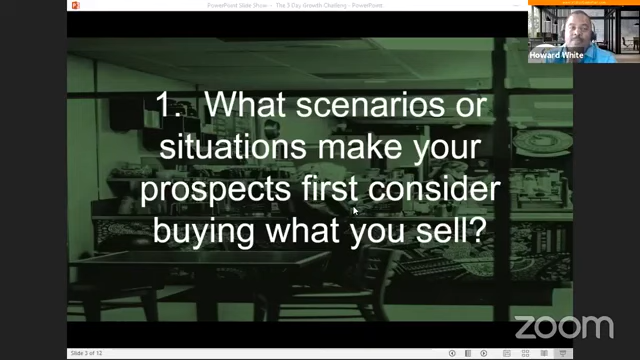 PowerPoint Slide Show - The 3 Day Growth Challeng - PowerPoint
Howard White
1. What scenarios or
situations make your
prospects first consider
buying what you sell?
zoom
Slide 3 of 12